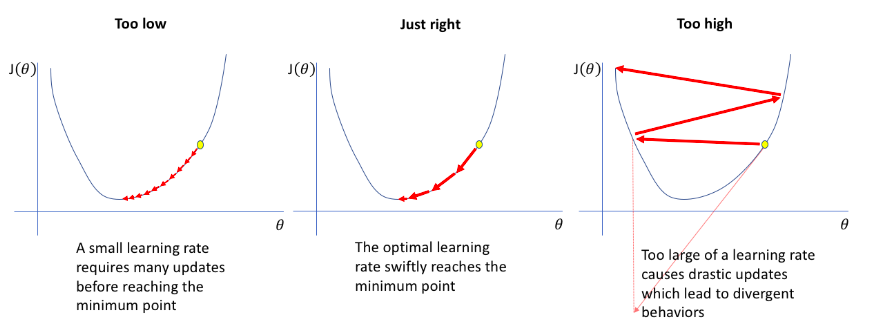 Too low
Just right
Too high
J(θ)
J(θ)
J(θ)
θ
θ
θ
A small learning rate
requires many updates
before reaching the
minimum point
The optimal learning
rate swiftly reaches the
minimum point
Too large of a learning rate
causes drastic updates
which lead to divergent
behaviors